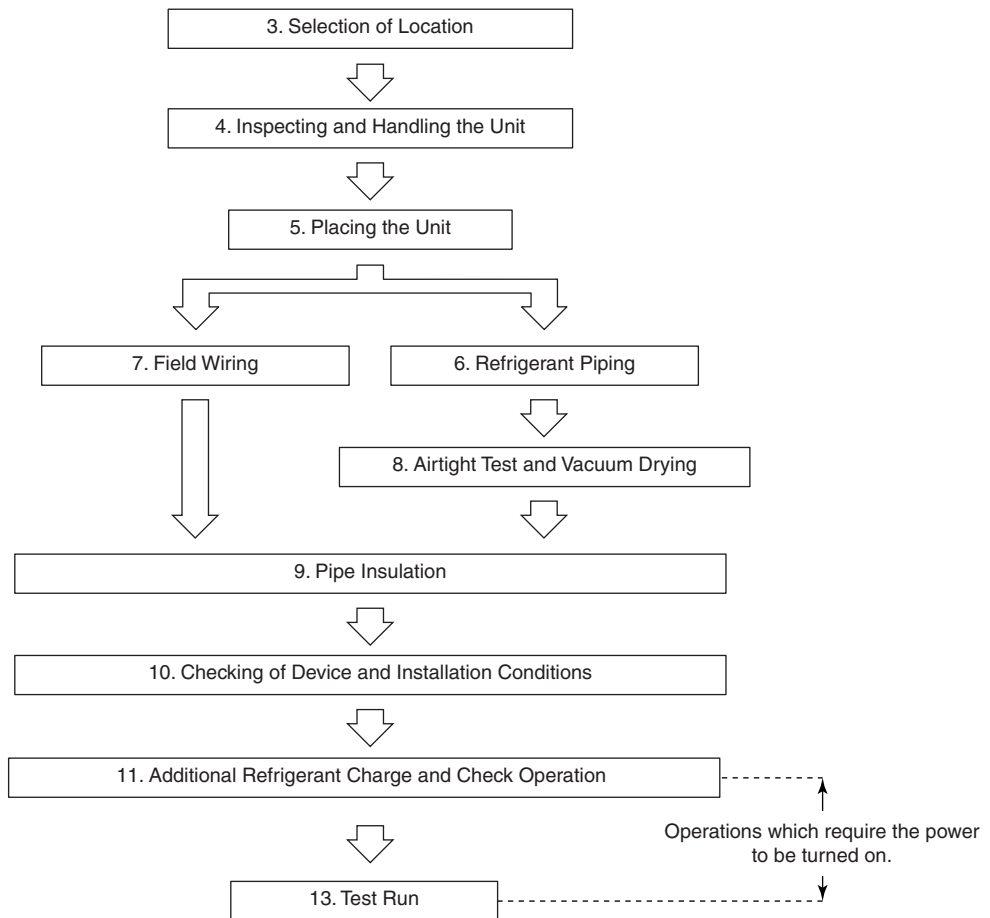 3. Selection of Location
4. Inspecting and Handling the Unit
5. Placing the Unit
7. Field Wiring
6. Refrigerant Piping
8. Airtight Test and Vacuum Drying
9. Pipe Insulation
10. Checking of Device and Installation Conditions
11. Additional Refrigerant Charge and Check Operation
Operations which require the power
to be turned on.
13. Test Run